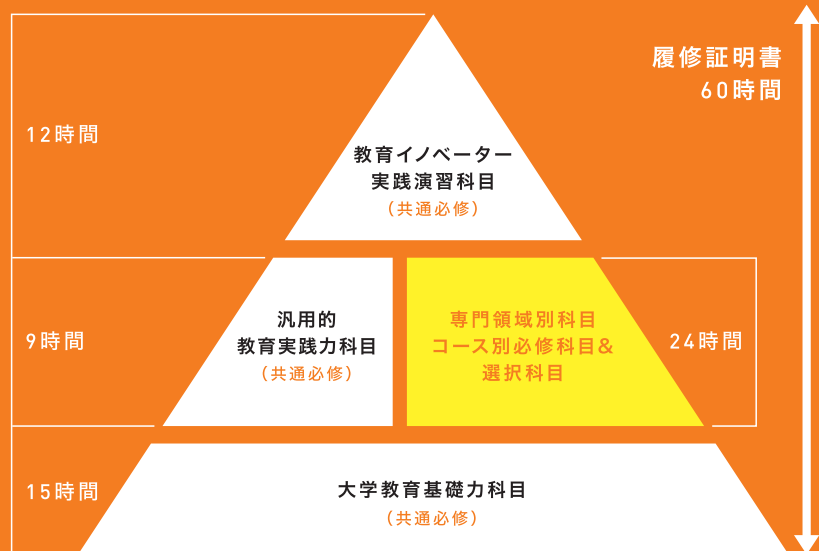 履修証明書
60時間
12時間
教育イノベーター
実践演習科目
（共通必修）
9時間
汎用的
教育実践力科目
（共通必修）
専門領域別科目
コース別必修科目&
選択科目
24時間
15時間
大学教育基礎力科目
（共通必修）